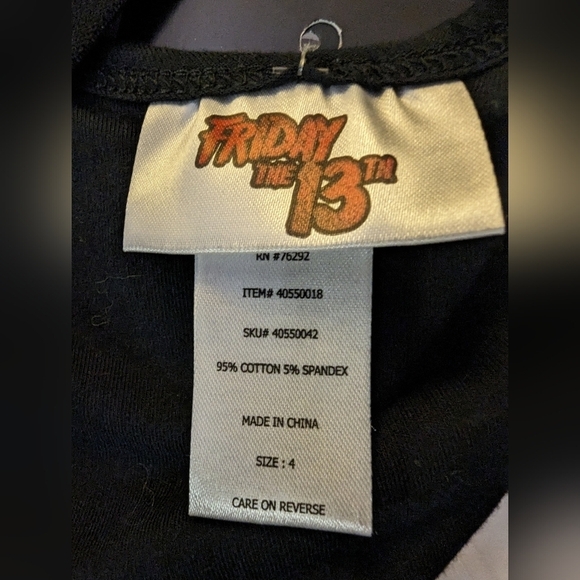 FRIDAY
THE 13TH
RN #76292
ITEM# 40550018
SKU# 40550042
95% COTTON 5% SPANDEX
MADE IN CHINA
SIZE : 4
CARE ON REVERSE